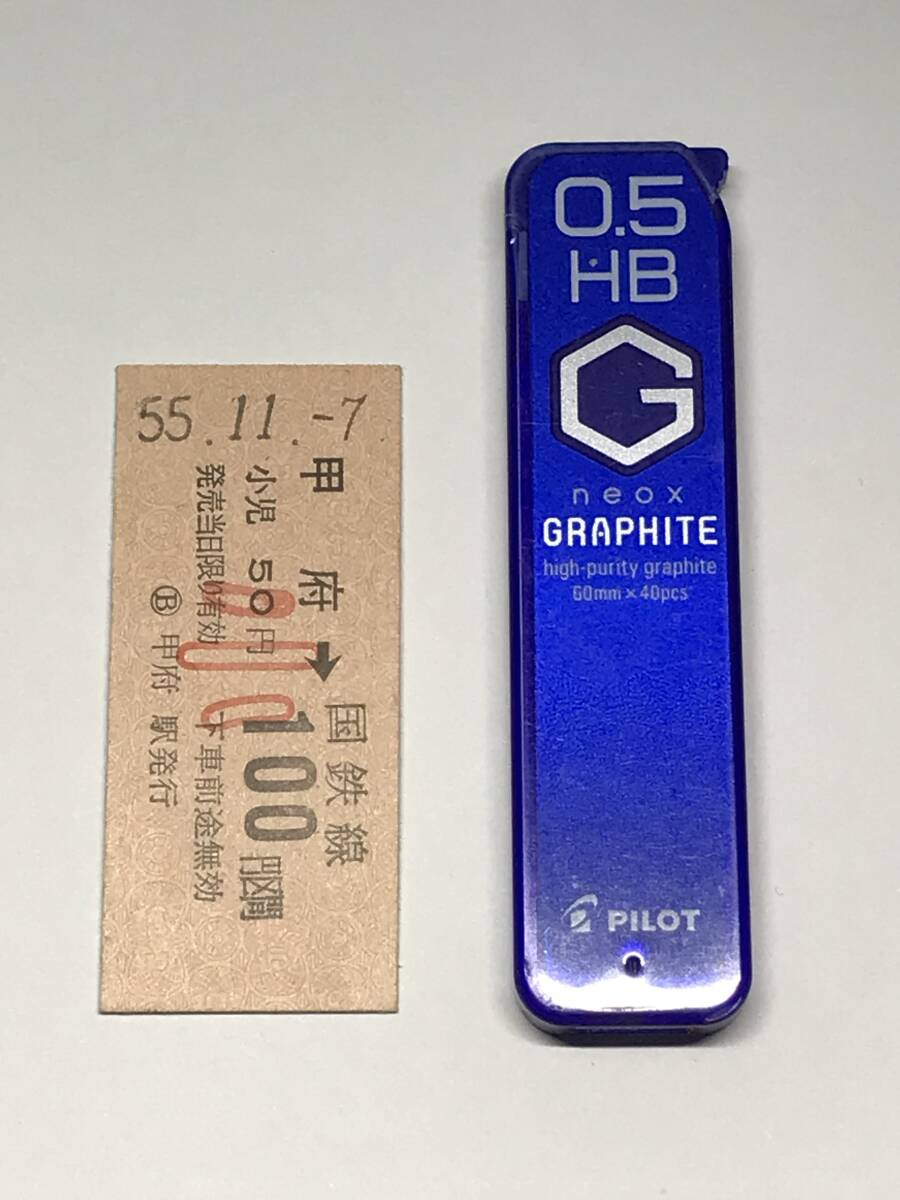 55.11.-7
甲府→国鉄線
小児 50円 100円区間
発売当日限り有効 下車前途無効
Ⓑ 甲府駅発行
小
0.5
HB
G
neox
GRAPHITE
high-purity graphite
60mm×40pcs
PILOT